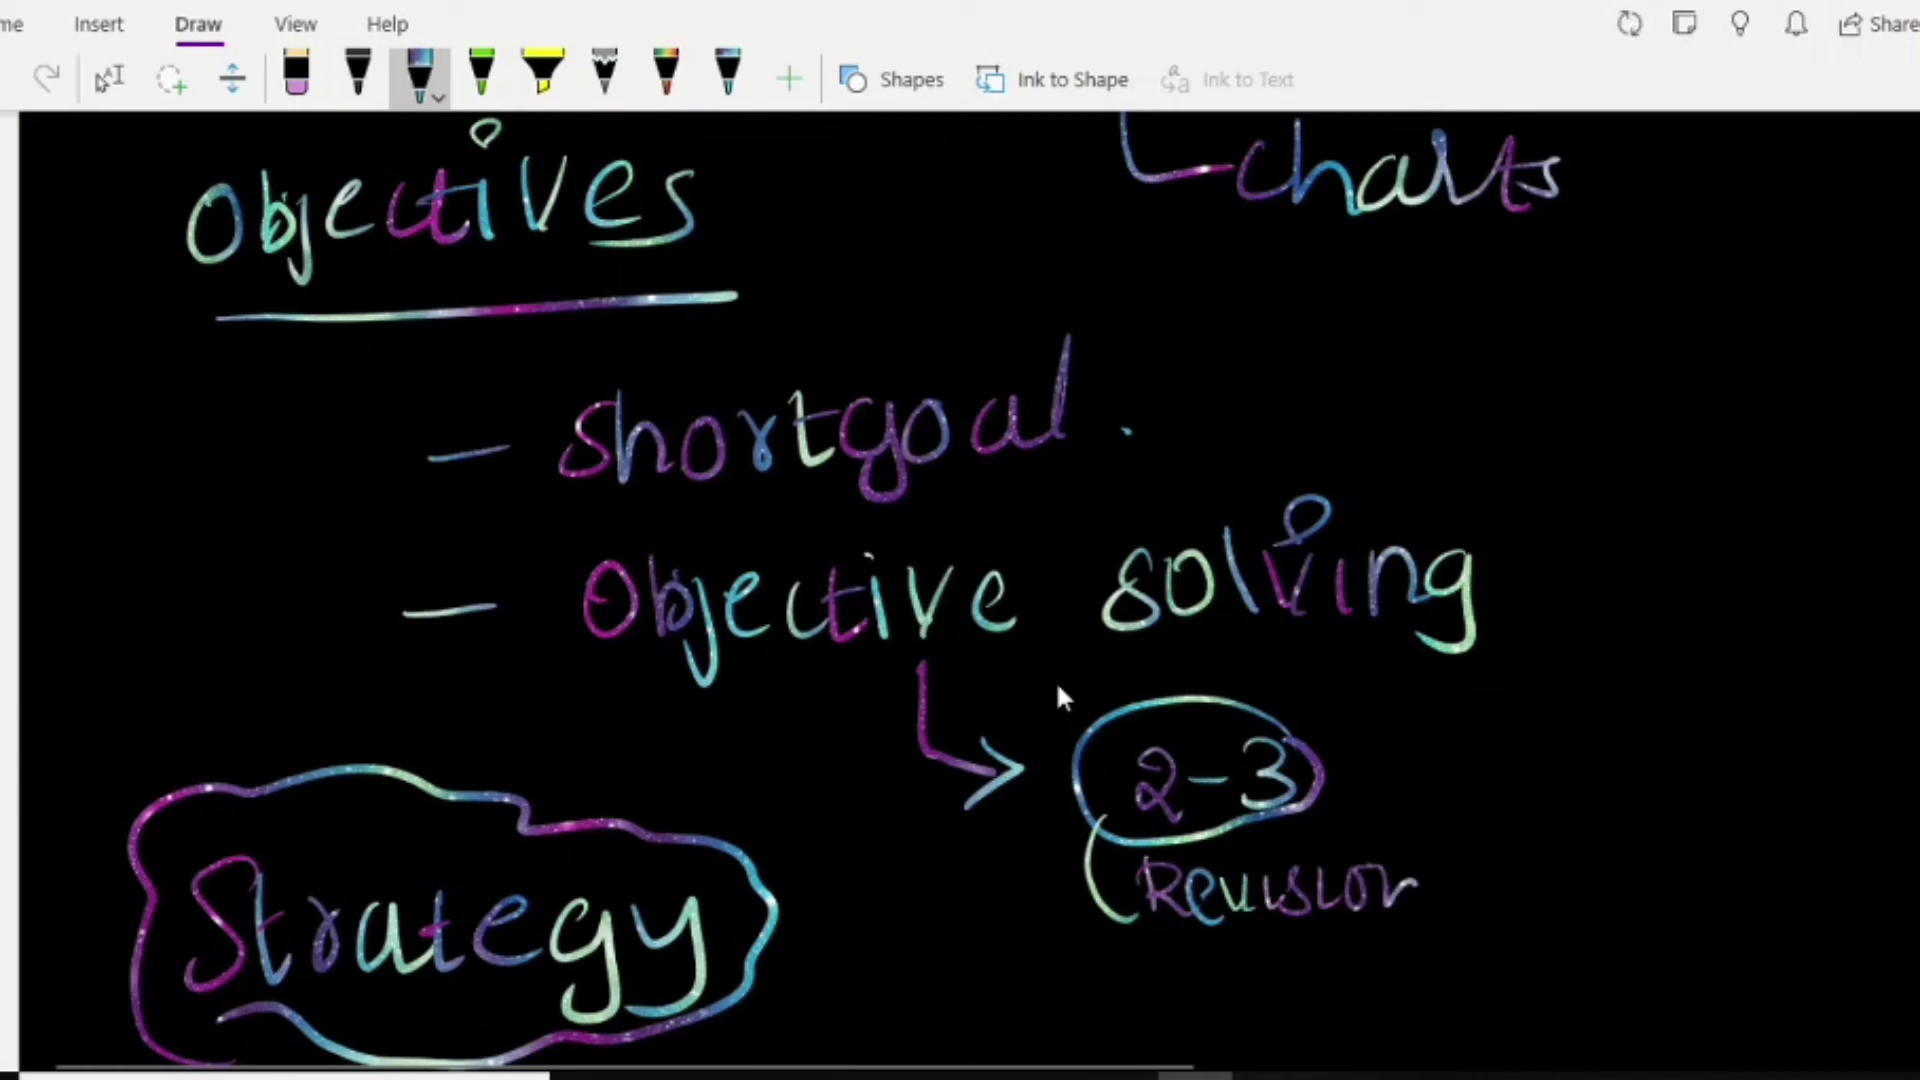 me Insert Draw View Help Share
Shapes Ink to Shape Ink to Text
charts
Objectives
- Shortgoal.
- Objective solving
2-3
(Revision
Strategy